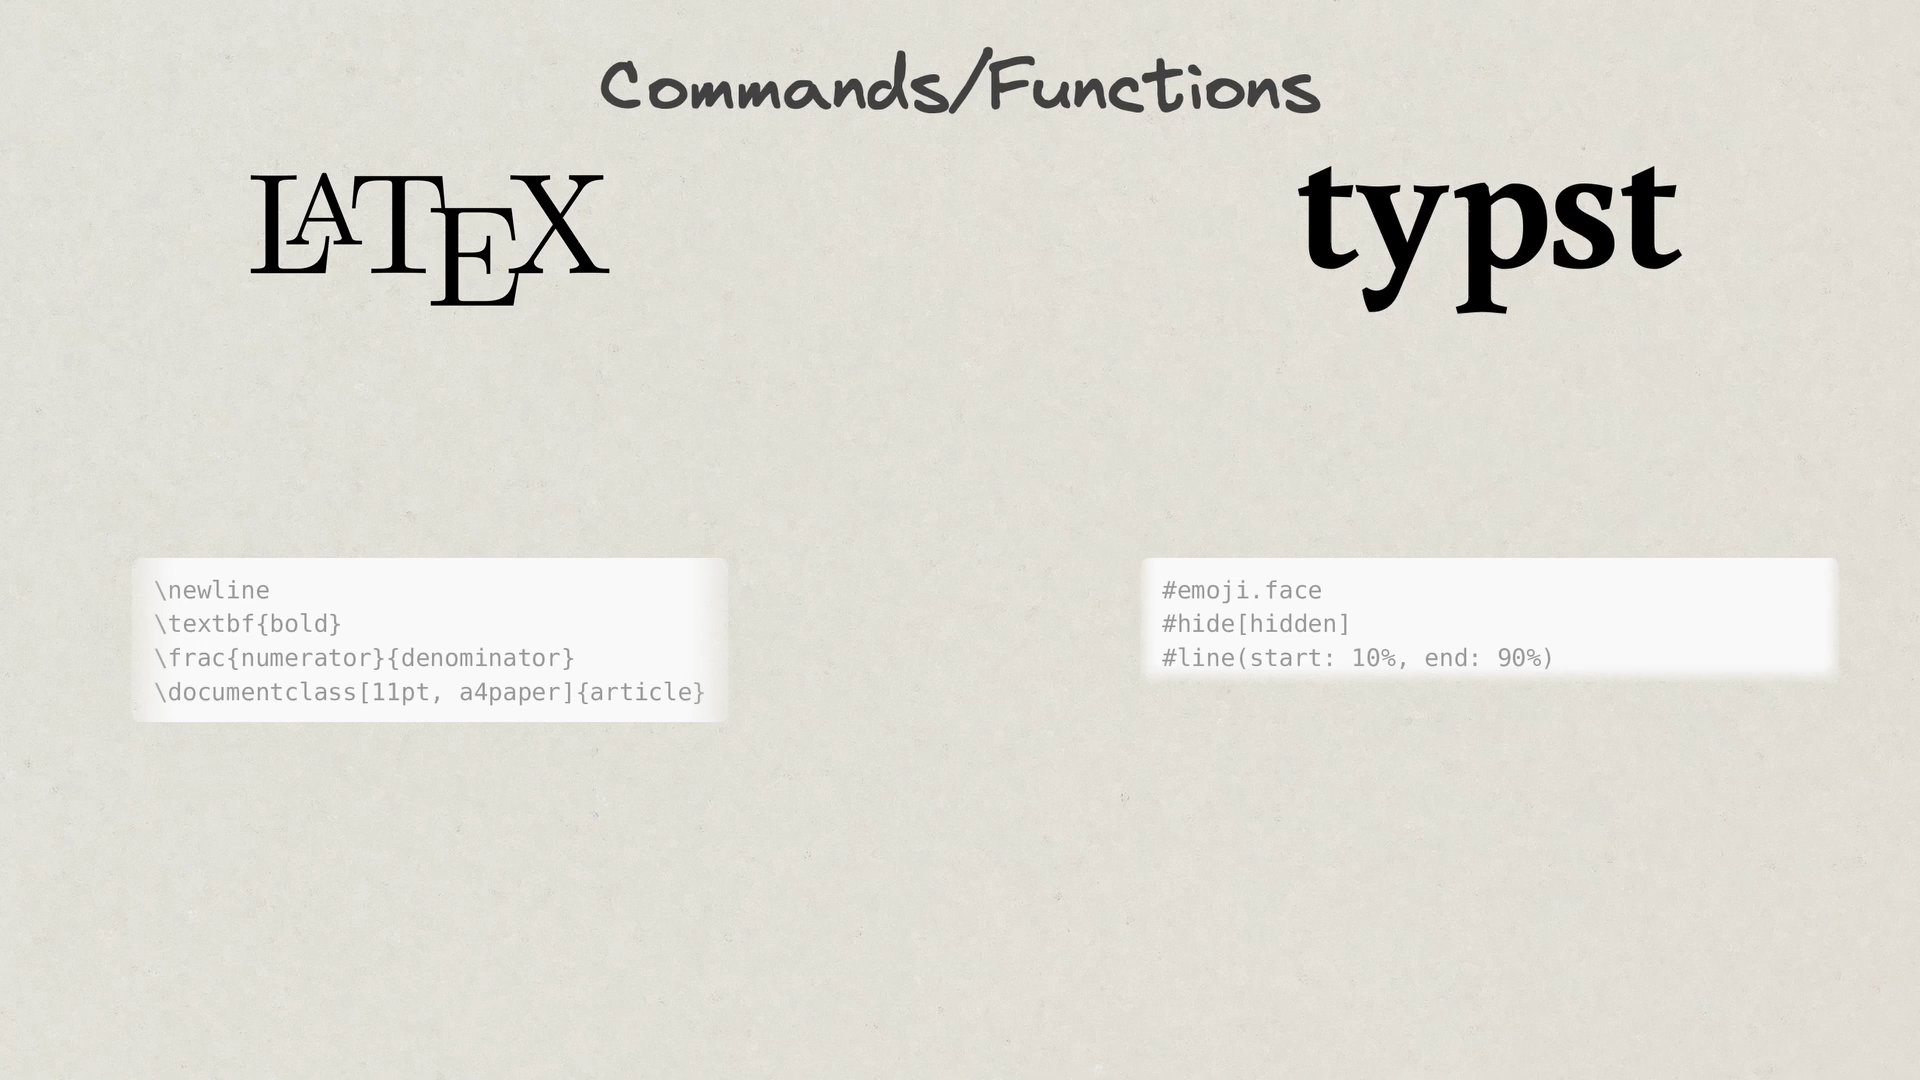 Commands/Functions
LATEX
typst
\newline
\textbf{bold}
\frac{numerator}{denominator}
\documentclass[11pt, a4paper]{article}
#emoji.face
#hide[hidden]
#line(start: 10%, end: 90%)